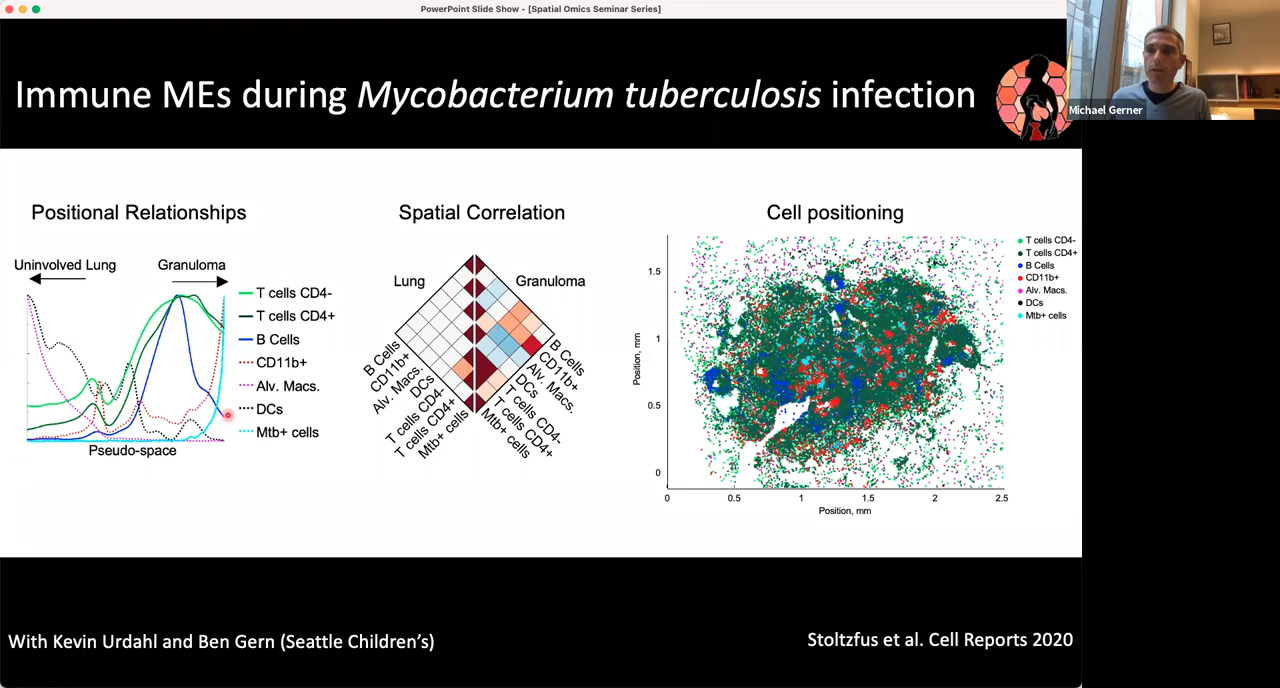 PowerPoint Slide Show - [Spatial Omics Seminar Series]
Immune MEs during Mycobacterium tuberculosis infection
Michael Gerner
Positional Relationships
Uninvolved Lung
Granuloma
T cells CD4-
T cells CD4+
B Cells
CD11b+
Alv. Macs.
DCs
Mtb+ cells
Pseudo-space
Spatial Correlation
Lung
Granuloma
B Cells
CD11b+
Alv. Macs.
DCs
T cells CD4-
T cells CD4+
Mtb+ cells
B Cells
CD11b+
Alv. Macs.
DCs
T cells CD4-
T cells CD4+
Mtb+ cells
Cell positioning
T cells CD4-
T cells CD4+
B Cells
CD11b+
Alv. Macs.
DCs
Mtb+ cells
Position, mm
1.5
1
0.5
0
0
0.5
1
1.5
2
2.5
Position, mm
With Kevin Urdahl and Ben Gern (Seattle Children's)
Stoltzfus et al. Cell Reports 2020